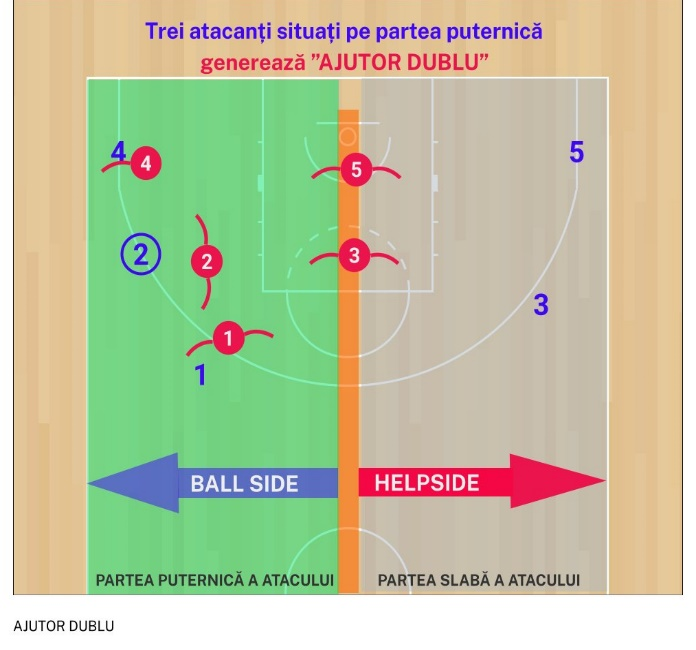 Trei atacanți situați pe partea puternică
generează ”AJUTOR DUBLU”
4
4
5
5
2
2
3
3
1
1
BALL SIDE
HELPSIDE
PARTEA PUTERNICĂ A ATACULUI
PARTEA SLABĂ A ATACULUI
AJUTOR DUBLU